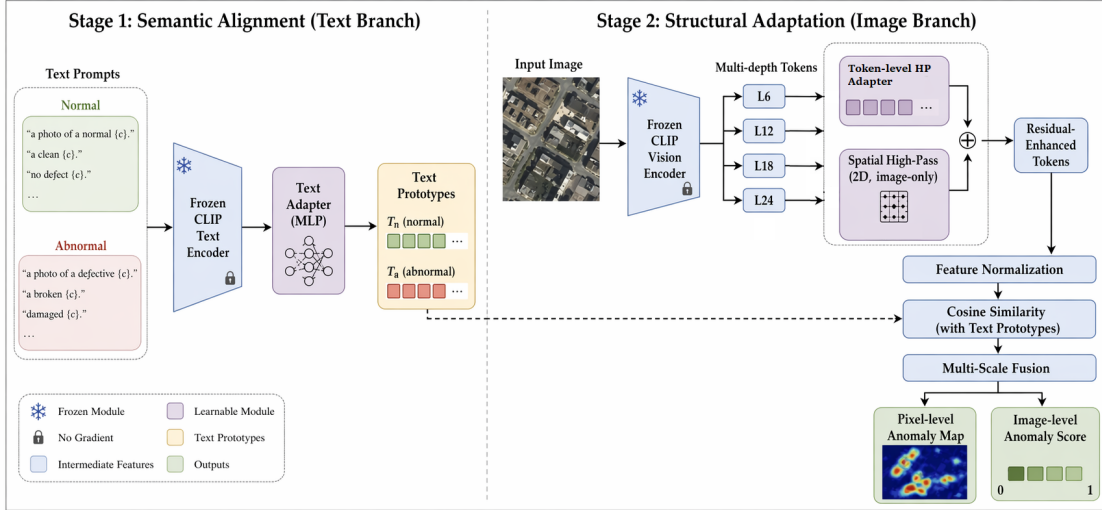 Stage 1: Semantic Alignment (Text Branch)
Text Prompts
Normal
“a photo of a normal {c}.”
“a clean {c}.”
“no defect {c}.”
...
Abnormal
“a photo of a defective {c}.”
“a broken {c}.”
“damaged {c}.”
...
Frozen
CLIP
Text
Encoder
Text
Adapter
(MLP)
Text
Prototypes
Tn (normal)
...
Ta (abnormal)
...
Frozen Module
No Gradient
Intermediate Features
Learnable Module
Text Prototypes
Outputs
Stage 2: Structural Adaptation (Image Branch)
Input Image
Frozen
CLIP
Vision
Encoder
Multi-depth Tokens
L6
L12
L18
L24
Token-level HP
Adapter
...
Spatial High-Pass
(2D, image-only)
Residual-
Enhanced
Tokens
Feature Normalization
Cosine Similarity
(with Text Prototypes)
Multi-Scale Fusion
Pixel-level
Anomaly Map
Image-level
Anomaly Score
0 1